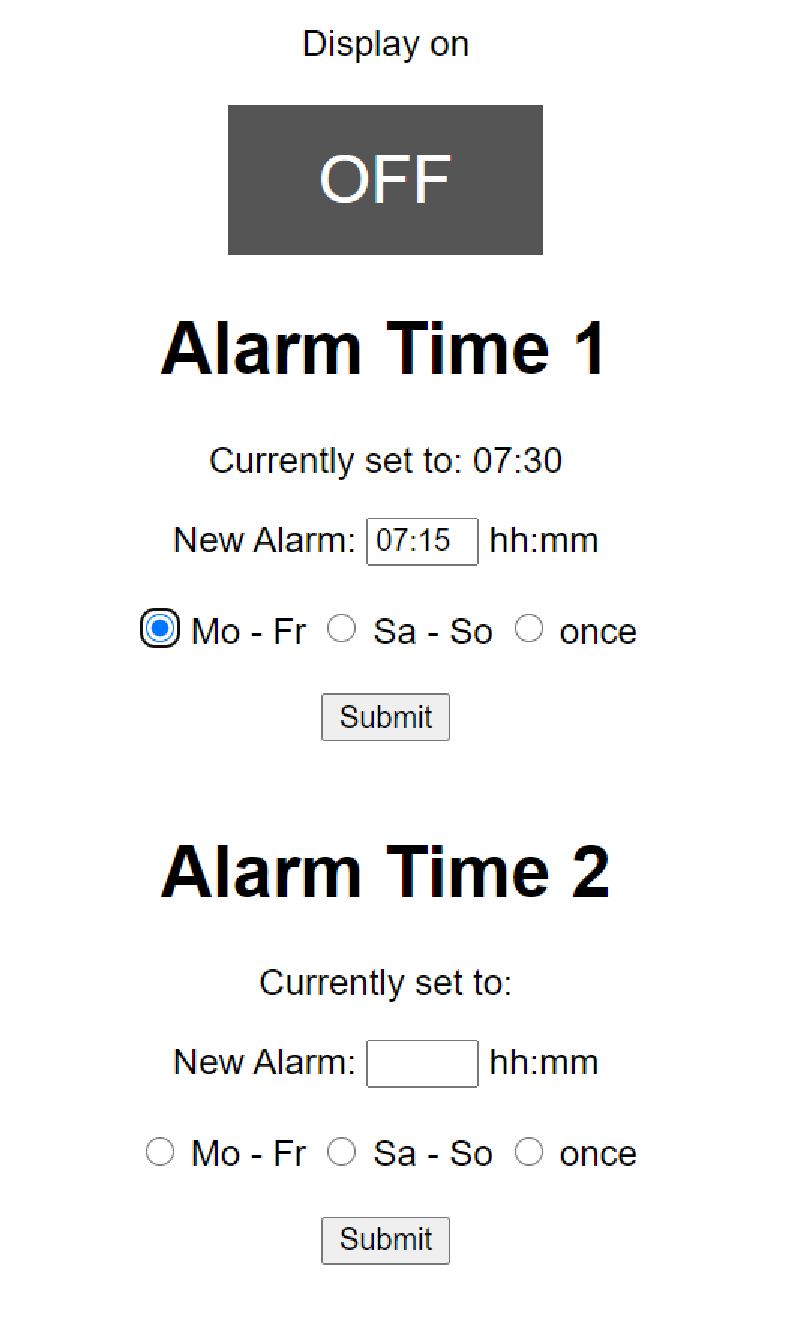 Display on
OFF
Alarm Time 1
Currently set to: 07:30
New Alarm: 07:15 hh:mm
Mo - Fr Sa - So once
Submit
Alarm Time 2
Currently set to:
New Alarm: hh:mm
Mo - Fr Sa - So once
Submit